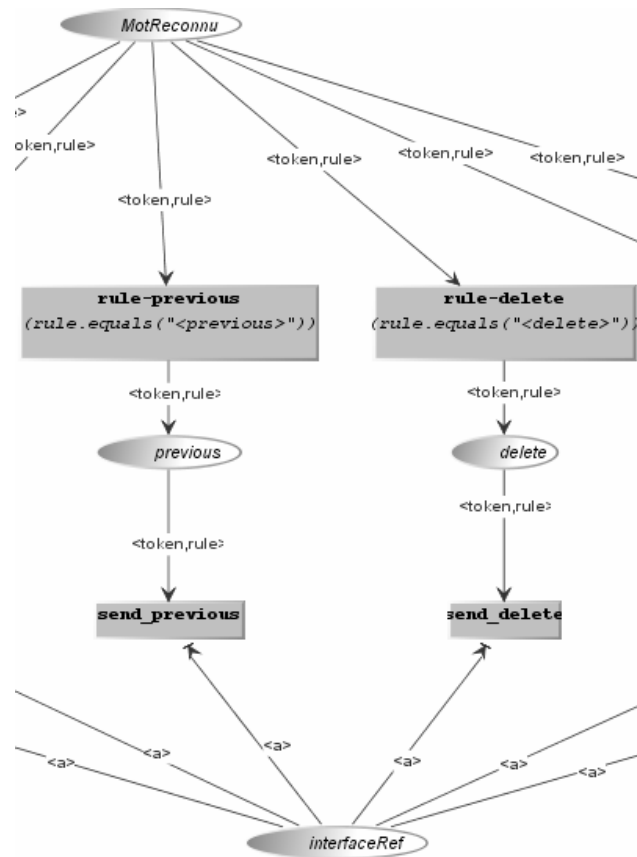 MotReconnu
e>
token,rule>
<token,rule>
<token,rule>
<token,rule>
<token,rule>
rule-previous
(rule.equals("<previous>"))
rule-delete
(rule.equals("<delete>"))
<token,rule>
<token,rule>
previous
delete
<token,rule>
<token,rule>
send_previous
send_delete
<a>
<a>
<a>
<a>
<a>
<a>
interfaceRef